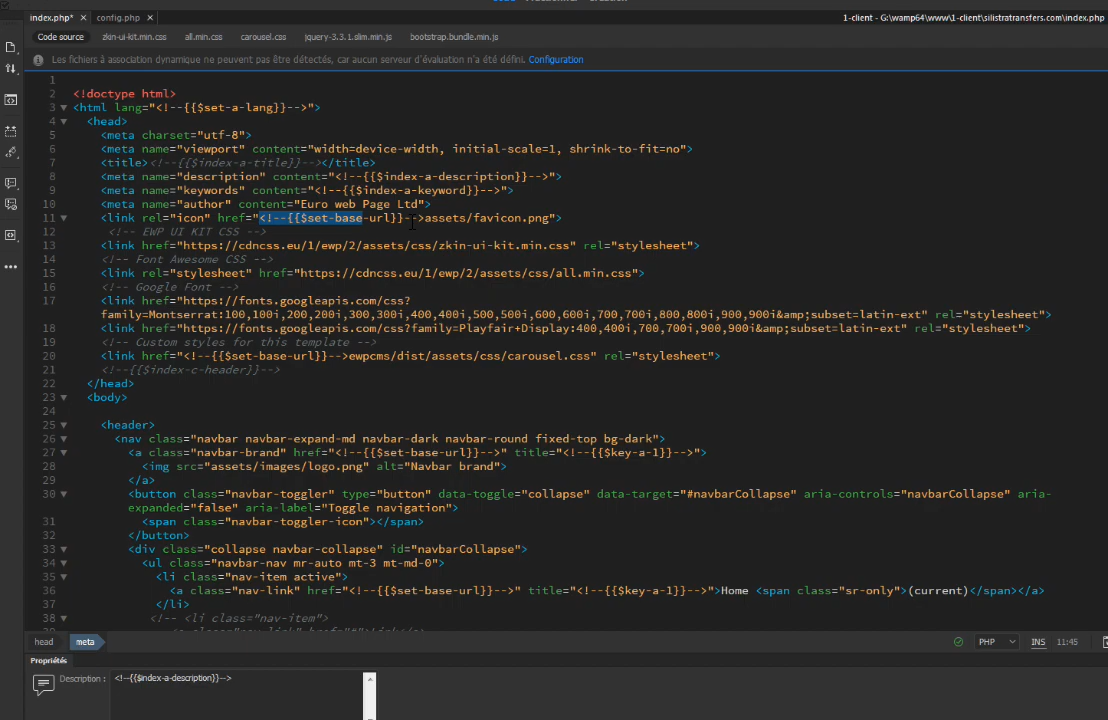 index.php* × config.php ×
1-client - G:\wamp64\www\1-client\silistratransfers.com\index.php
Code source zkin-ui-kit.min.css all.min.css carousel.css jquery-3.3.1.slim.min.js bootstrap.bundle.min.js
Les fichiers à association dynamique ne peuvent pas être détectés, car aucun serveur d'évaluation n'a été défini. Configuration
1
2 <!doctype html>
3 <html lang="<!--{{$set-a-lang}}-->">
4 <head>
5 <meta charset="utf-8">
6 <meta name="viewport" content="width=device-width, initial-scale=1, shrink-to-fit=no">
7 <title><!--{{$index-a-title}}--></title>
8 <meta name="description" content="<!--{{$index-a-description}}-->">
9 <meta name="keywords" content="<!--{{$index-a-keyword}}-->">
10 <meta name="author" content="Euro web Page Ltd">
11 <link rel="icon" href="<!--{{$set-base-url}}-->assets/favicon.png">
12 <!-- EWP UI KIT CSS -->
13 <link href="https://cdncss.eu/1/ewp/2/assets/css/zkin-ui-kit.min.css" rel="stylesheet">
14 <!-- Font Awesome CSS -->
15 <link rel="stylesheet" href="https://cdncss.eu/1/ewp/2/assets/css/all.min.css">
16 <!-- Google Font -->
17 <link href="https://fonts.googleapis.com/css?
family=Montserrat:100,100i,200,200i,300,300i,400,400i,500,500i,600,600i,700,700i,800,800i,900,900i&amp;subset=latin-ext" rel="stylesheet">
18 <link href="https://fonts.googleapis.com/css?family=Playfair+Display:400,400i,700,700i,900,900i&amp;subset=latin-ext" rel="stylesheet">
19 <!-- Custom styles for this template -->
20 <link href="<!--{{$set-base-url}}-->ewpcms/dist/assets/css/carousel.css" rel="stylesheet">
21 <!--{{$index-c-header}}-->
22 </head>
23 <body>
24
25 <header>
26 <nav class="navbar navbar-expand-md navbar-dark navbar-round fixed-top bg-dark">
27 <a class="navbar-brand" href="<!--{{$set-base-url}}-->" title="<!--{{$key-a-1}}-->">
28 <img src="assets/images/logo.png" alt="Navbar brand">
29 </a>
30 <button class="navbar-toggler" type="button" data-toggle="collapse" data-target="#navbarCollapse" aria-controls="navbarCollapse" aria-
expanded="false" aria-label="Toggle navigation">
31 <span class="navbar-toggler-icon"></span>
32 </button>
33 <div class="collapse navbar-collapse" id="navbarCollapse">
34 <ul class="navbar-nav mr-auto mt-3 mt-md-0">
35 <li class="nav-item active">
36 <a class="nav-link" href="<!--{{$set-base-url}}-->" title="<!--{{$key-a-1}}-->">Home <span class="sr-only">(current)</span></a>
37 </li>
38 <!-- <li class="nav-item">
head meta PHP INS 11:45
Propriétés
Description : <!--{{$index-a-description}}-->